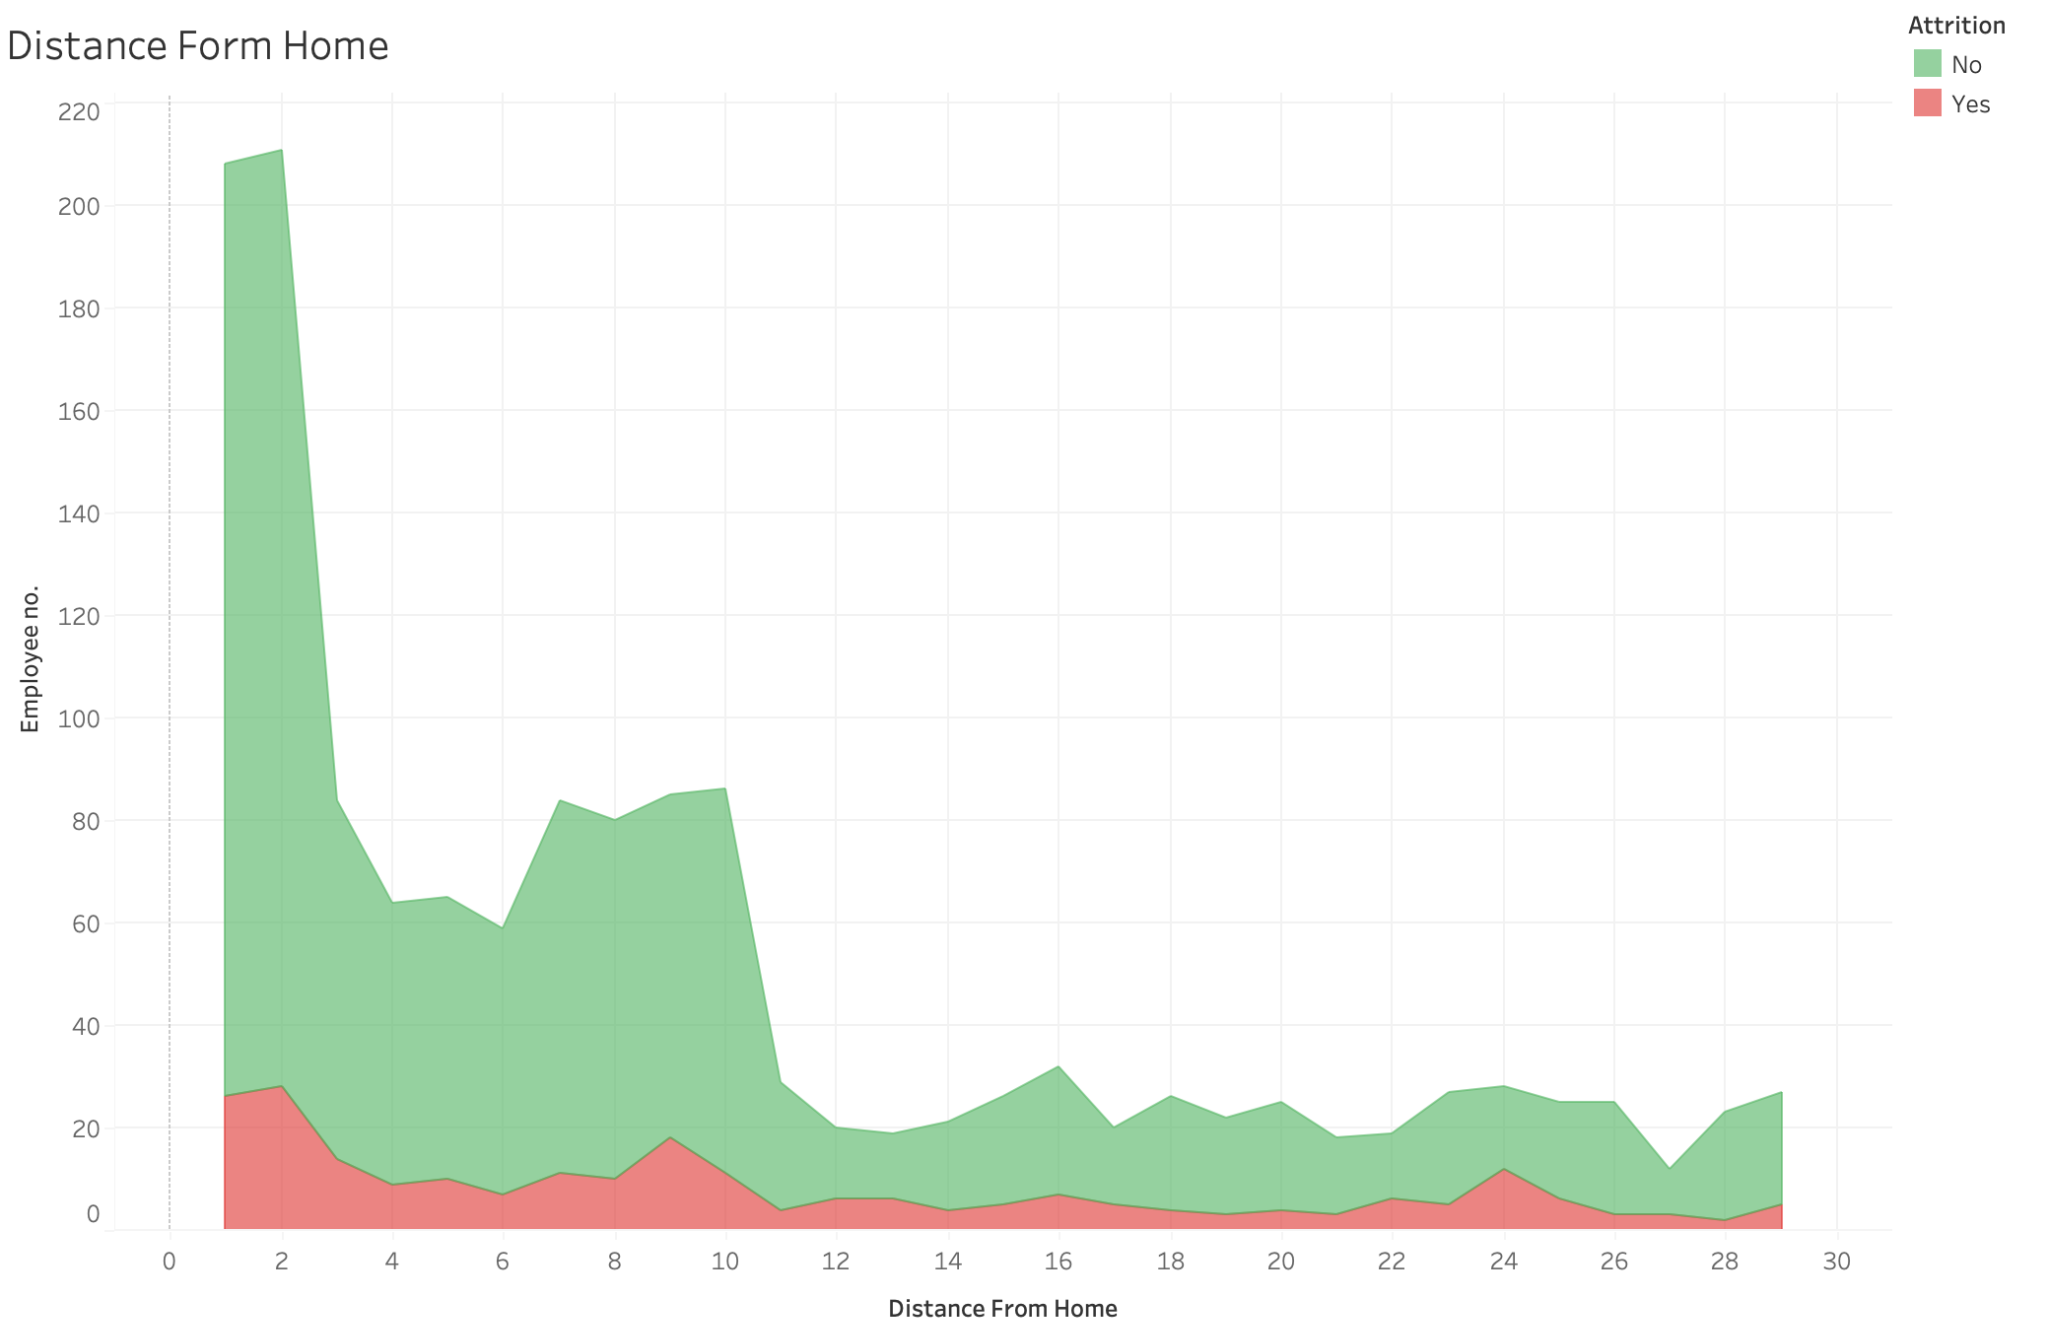 Distance Form Home
Attrition
No
Yes
220
200
180
160
140
120
100
80
60
40
20
0
Employee no.
0 2 4 6 8 10 12 14 16 18 20 22 24 26 28 30
Distance From Home